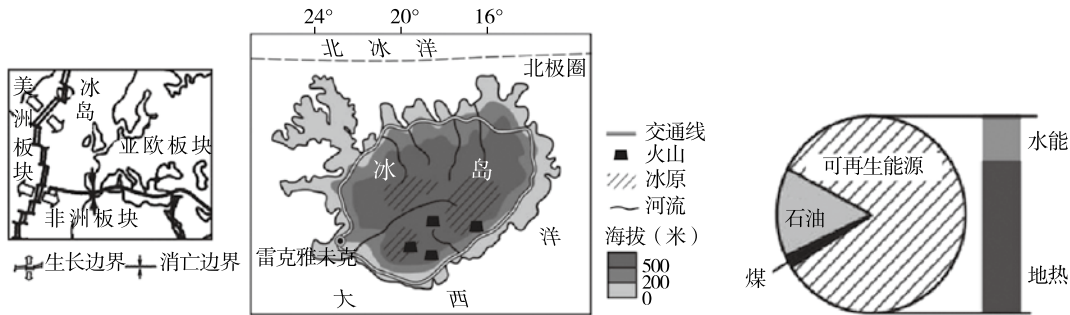 美洲板块
冰岛
亚欧板块
非洲板块
生长边界
消亡边界
24° 20° 16°
北冰洋
北极圈
冰岛
雷克雅未克
大西洋
交通线
火山
冰原
河流
海拔（米）
500
200
0
可再生能源
石油
煤
水能
地热